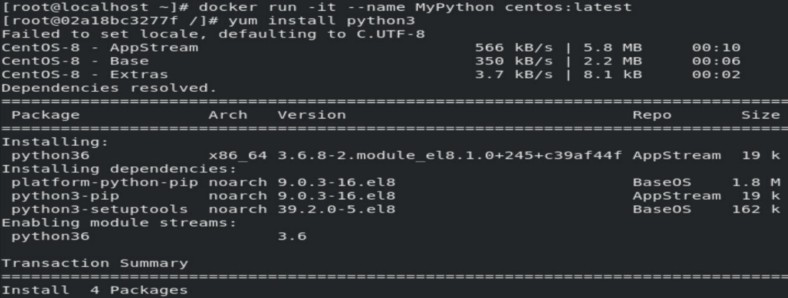 [root@localhost ~]# docker run -it --name MyPython centos:latest
[root@02a18bc3277f /]# yum install python3
Failed to set locale, defaulting to C.UTF-8
CentOS-8 - AppStream                            566 kB/s | 5.8 MB     00:10
CentOS-8 - Base                                 350 kB/s | 2.2 MB     00:06
CentOS-8 - Extras                               3.7 kB/s | 8.1 kB     00:02
Dependencies resolved.
================================================================================
Package             Arch   Version                                Repo      Size
================================================================================
Installing:
python36            x86_64 3.6.8-2.module_el8.1.0+245+c39af44f AppStream  19 k
Installing dependencies:
platform-python-pip noarch 9.0.3-16.el8                           BaseOS   1.8 M
python3-pip         noarch 9.0.3-16.el8                           AppStream  19 k
python3-setuptools  noarch 39.2.0-5.el8                           BaseOS   162 k
Enabling module streams:
python36                   3.6
Transaction Summary
================================================================================
Install  4 Packages